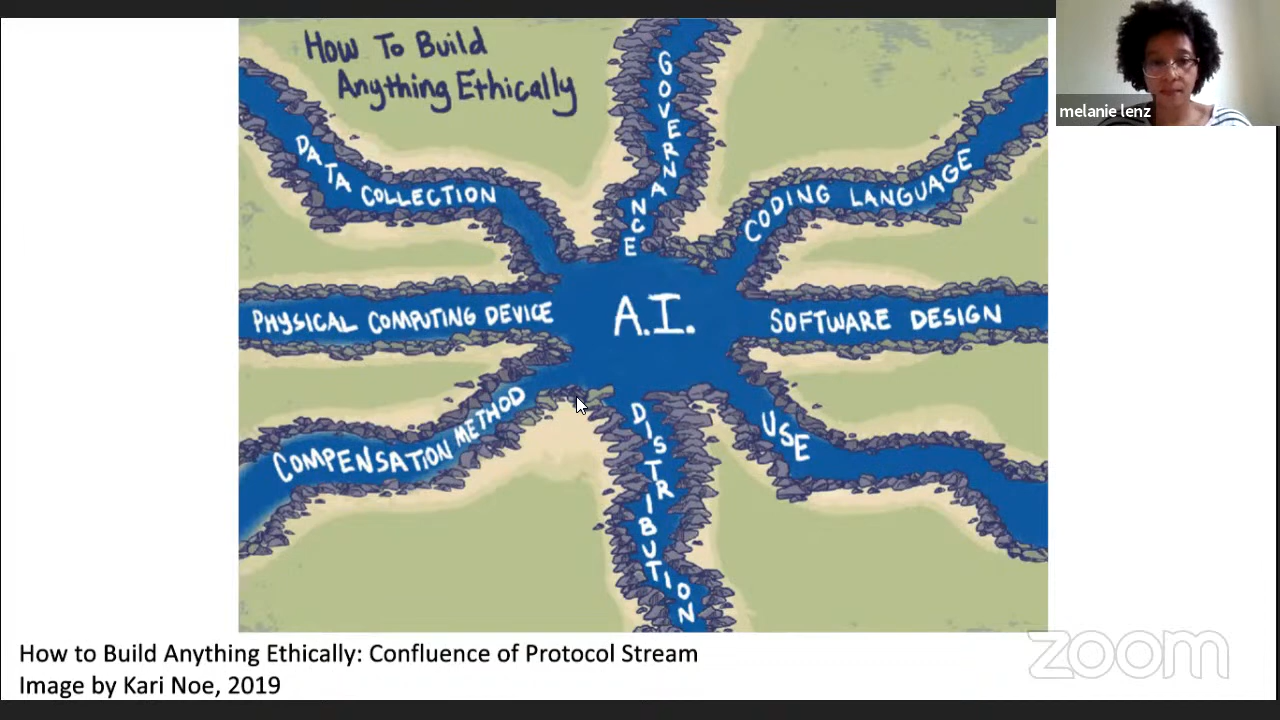 How To Build
Anything Ethically
GOVERNANCE
DATA COLLECTION
CODING LANGUAGE
PHYSICAL COMPUTING DEVICE
A.I.
SOFTWARE DESIGN
COMPENSATION METHOD
DISTRIBUTION
USE
melanie lenz
How to Build Anything Ethically: Confluence of Protocol Stream
Image by Kari Noe, 2019
zoom